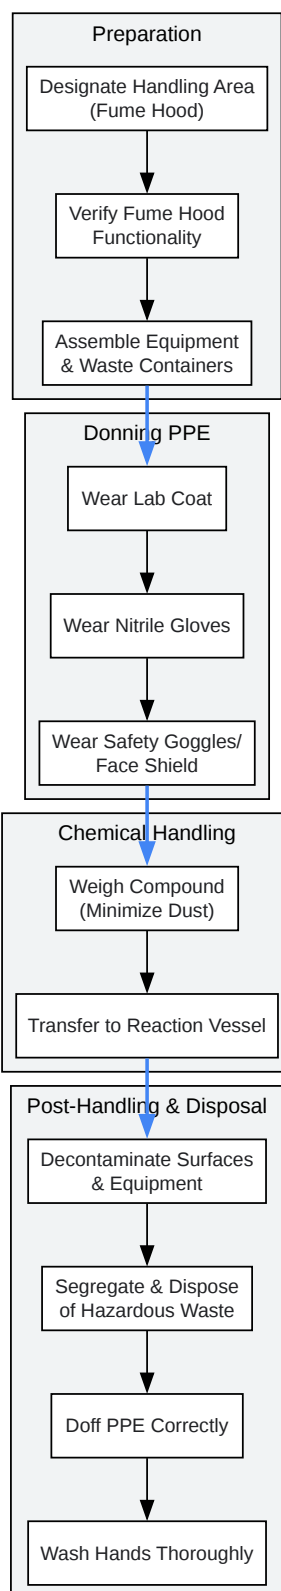 Preparation
Designate Handling Area
(Fume Hood)
Verify Fume Hood
Functionality
Assemble Equipment
& Waste Containers
Donning PPE
Wear Lab Coat
Wear Nitrile Gloves
Wear Safety Goggles/
Face Shield
Chemical Handling
Weigh Compound
(Minimize Dust)
Transfer to Reaction Vessel
Post-Handling & Disposal
Decontaminate Surfaces
& Equipment
Segregate & Dispose
of Hazardous Waste
Doff PPE Correctly
Wash Hands Thoroughly